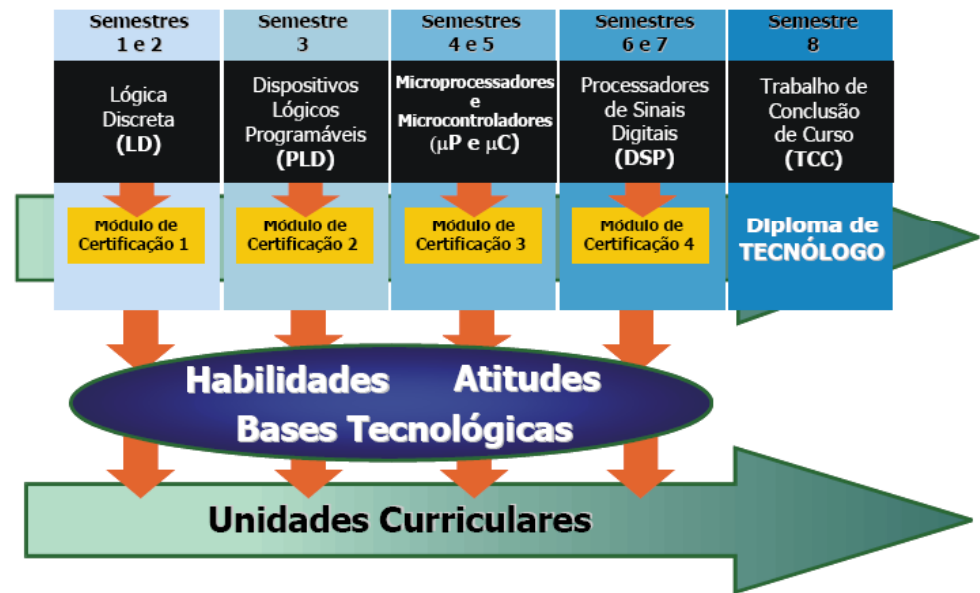 Semestres
1 e 2
Lógica
Discreta
(LD)
Módulo de
Certificação 1
Semestre
3
Dispositivos
Lógicos
Programáveis
(PLD)
Módulo de
Certificação 2
Semestres
4 e 5
Microprocessadores
e
Microcontroladores
(µP e µC)
Módulo de
Certificação 3
Semestres
6 e 7
Processadores
de Sinais
Digitais
(DSP)
Módulo de
Certificação 4
Semestre
8
Trabalho de
Conclusão
de Curso
(TCC)
Diploma de
TECNÓLOGO
Habilidades Atitudes
Bases Tecnológicas
Unidades Curriculares